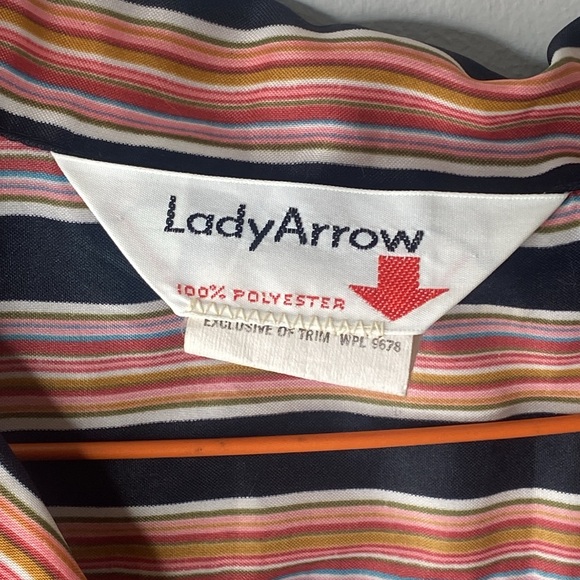 LadyArrow
100% POLYESTER
EXCLUSIVE OF TRIM WPL 9678